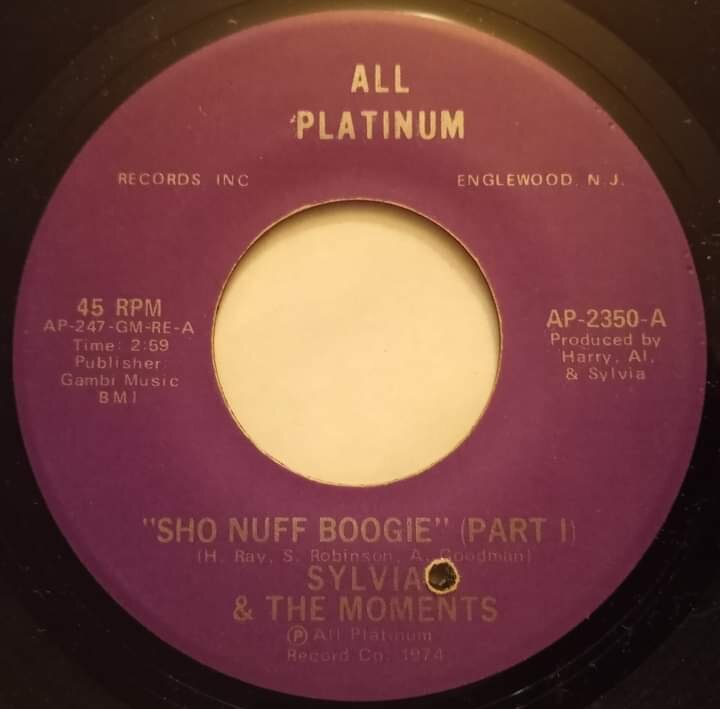 ALL
PLATINUM
RECORDS INC
ENGLEWOOD, N.J.
45 RPM
AP-247-GM-RE-A
Time: 2:59
Publisher:
Gambi Music
BMI
AP-2350-A
Produced by
Harry, Al,
& Sylvia
"SHO NUFF BOOGIE" (PART I)
(H. Ray, S. Robinson, A. Goodman)
SYLVIA
& THE MOMENTS
Ⓟ All Platinum
Record Co. 1974